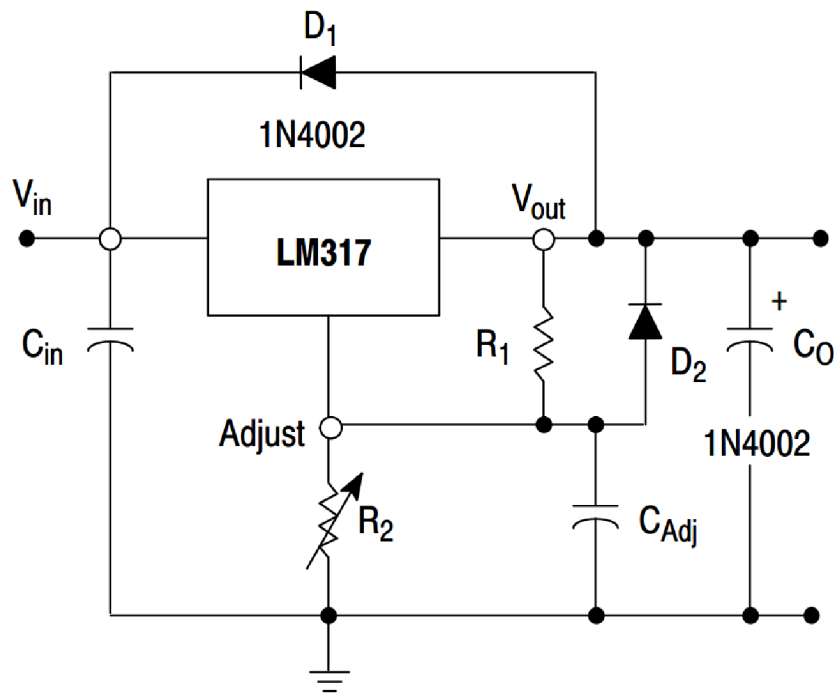 D1
1N4002
Vin
Vout
LM317
+
Cin
R1
D2
CO
Adjust
1N4002
R2
CAdj